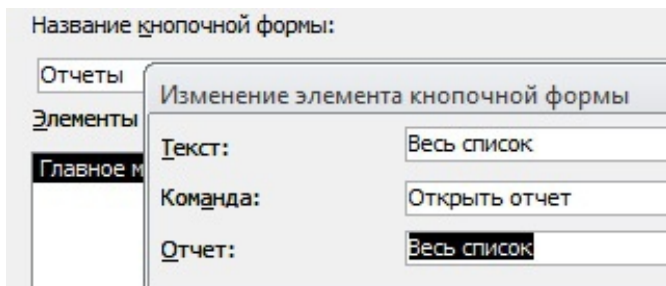 Название кнопочной формы:
Отчеты
Изменение элемента кнопочной формы
Элементы
Текст:
Весь список
Главное м
Команда:
Открыть отчет
Отчет:
Весь список